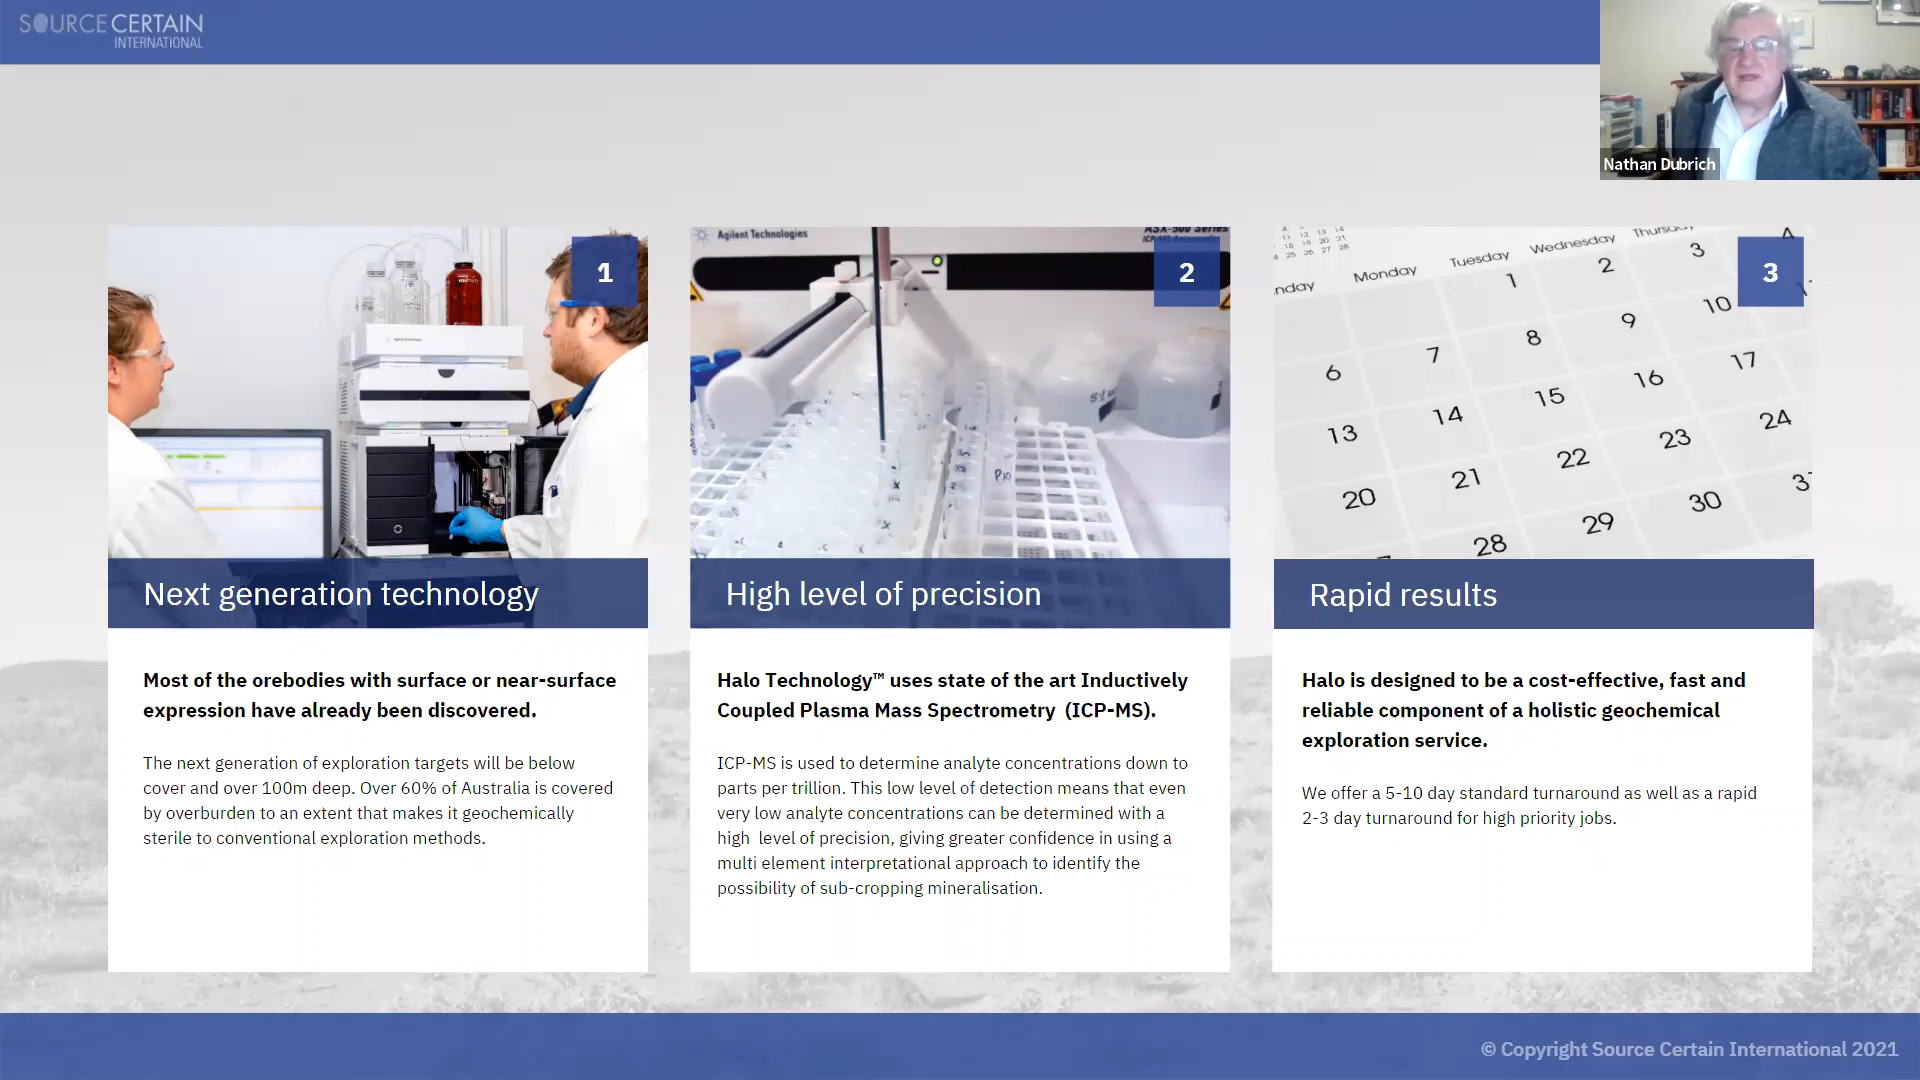 SOURCE CERTAIN
INTERNATIONAL
Nathan Dubrich
Agilent Technologies
ASX-500 Series
1
2
3
Monday
Tuesday
Wednesday
1
2
3
4
6
7
8
9
10
13
14
15
16
17
20
21
22
23
24
28
29
30
Next generation technology
High level of precision
Rapid results
Most of the orebodies with surface or near-surface
expression have already been discovered.
The next generation of exploration targets will be below
cover and over 100m deep. Over 60% of Australia is covered
by overburden to an extent that makes it geochemically
sterile to conventional exploration methods.
Halo Technology™ uses state of the art Inductively
Coupled Plasma Mass Spectrometry (ICP-MS).
ICP-MS is used to determine analyte concentrations down to
parts per trillion. This low level of detection means that even
very low analyte concentrations can be determined with a
high level of precision, giving greater confidence in using a
multi element interpretational approach to identify the
possibility of sub-cropping mineralisation.
Halo is designed to be a cost-effective, fast and
reliable component of a holistic geochemical
exploration service.
We offer a 5-10 day standard turnaround as well as a rapid
2-3 day turnaround for high priority jobs.
© Copyright Source Certain International 2021